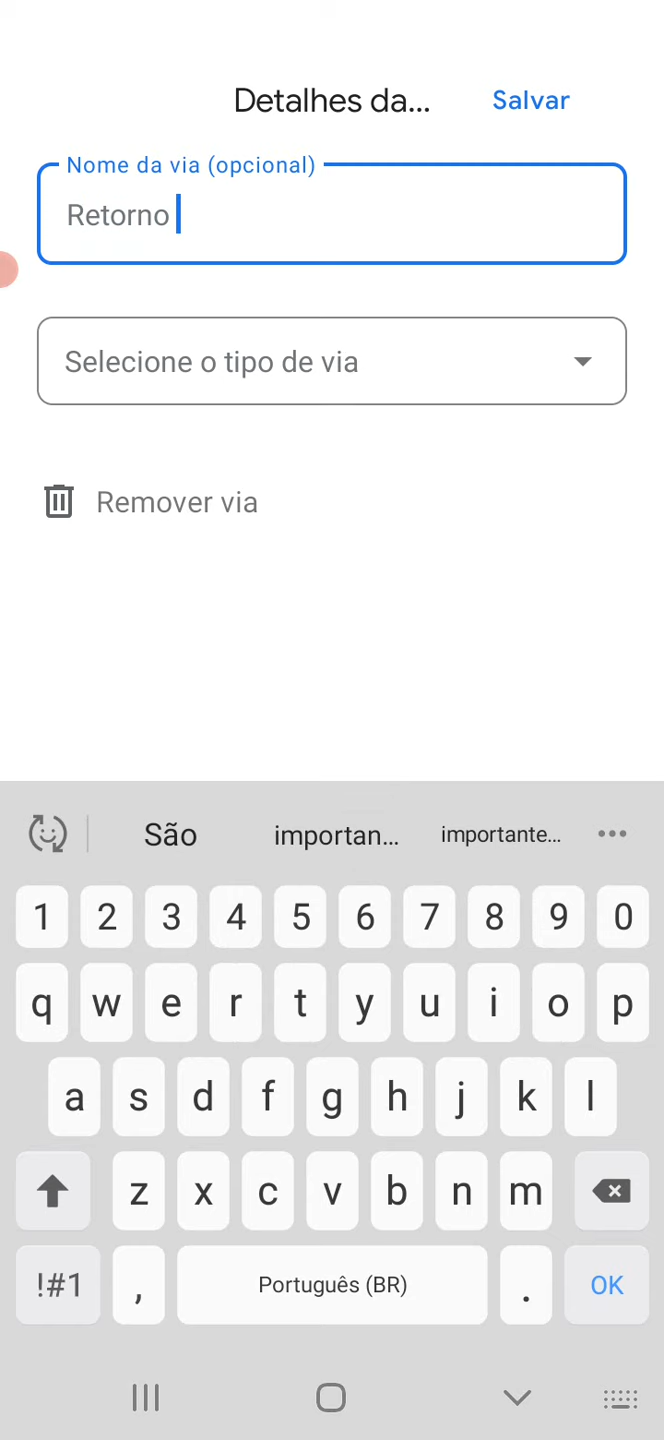 Detalhes da...
Salvar
Nome da via (opcional)
Retorno
Selecione o tipo de via
Remover via
São importan... importante...
1 2 3 4 5 6 7 8 9 0
q w e r t y u i o p
a s d f g h j k l
z x c v b n m
!#1 , Português (BR) . OK